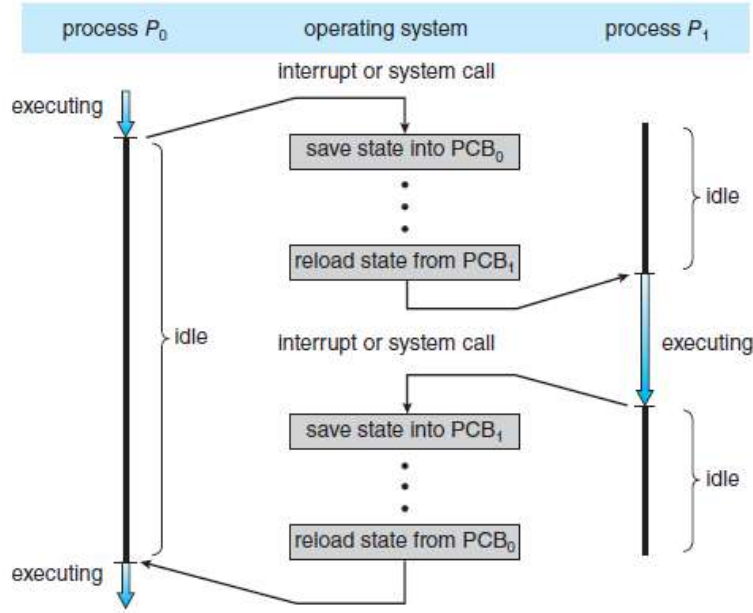 process P₀ operating system process P₁
interrupt or system call
executing
save state into PCB₀
idle
reload state from PCB₁
idle
interrupt or system call
executing
save state into PCB₁
idle
reload state from PCB₀
executing